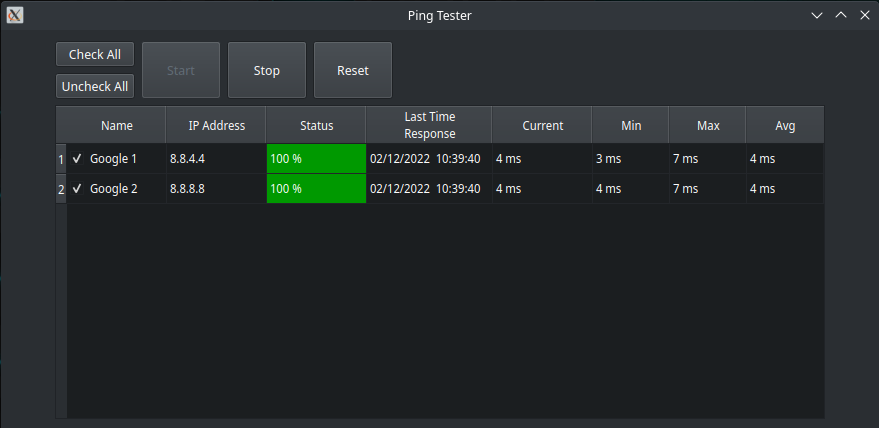 Ping Tester
Check All
Uncheck All
Start
Stop
Reset
Name IP Address Status Last Time Response Current Min Max Avg
1 Google 1 8.8.4.4 100 % 02/12/2022 10:39:40 4 ms 3 ms 7 ms 4 ms
2 Google 2 8.8.8.8 100 % 02/12/2022 10:39:40 4 ms 4 ms 7 ms 4 ms